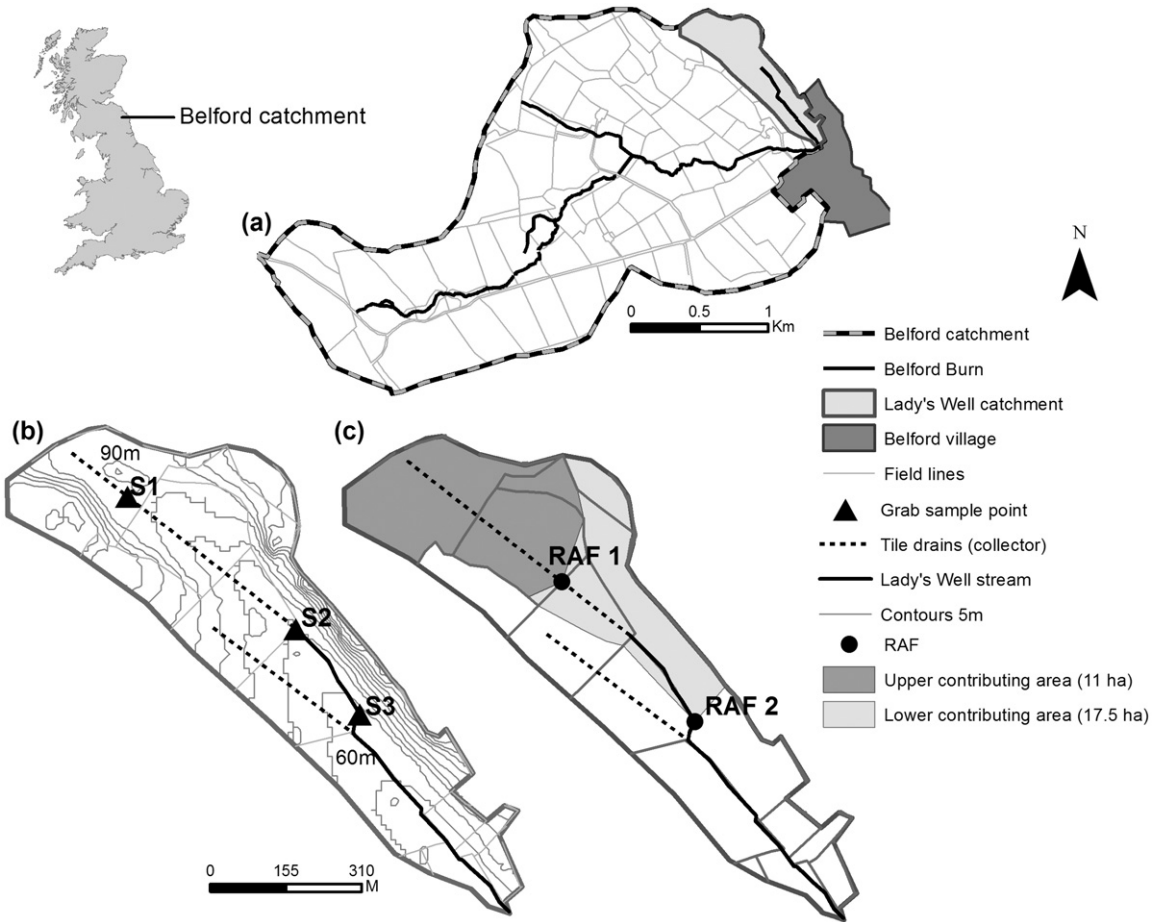 Belford catchment
(a)
0 0.5 1
Km
N
Belford catchment
Belford Burn
Lady's Well catchment
Belford village
Field lines
Grab sample point
Tile drains (collector)
Lady's Well stream
Contours 5m
RAF
Upper contributing area (11 ha)
Lower contributing area (17.5 ha)
(b)
90m
S1
S2
S3
60m
0 155 310
M
(c)
RAF 1
RAF 2